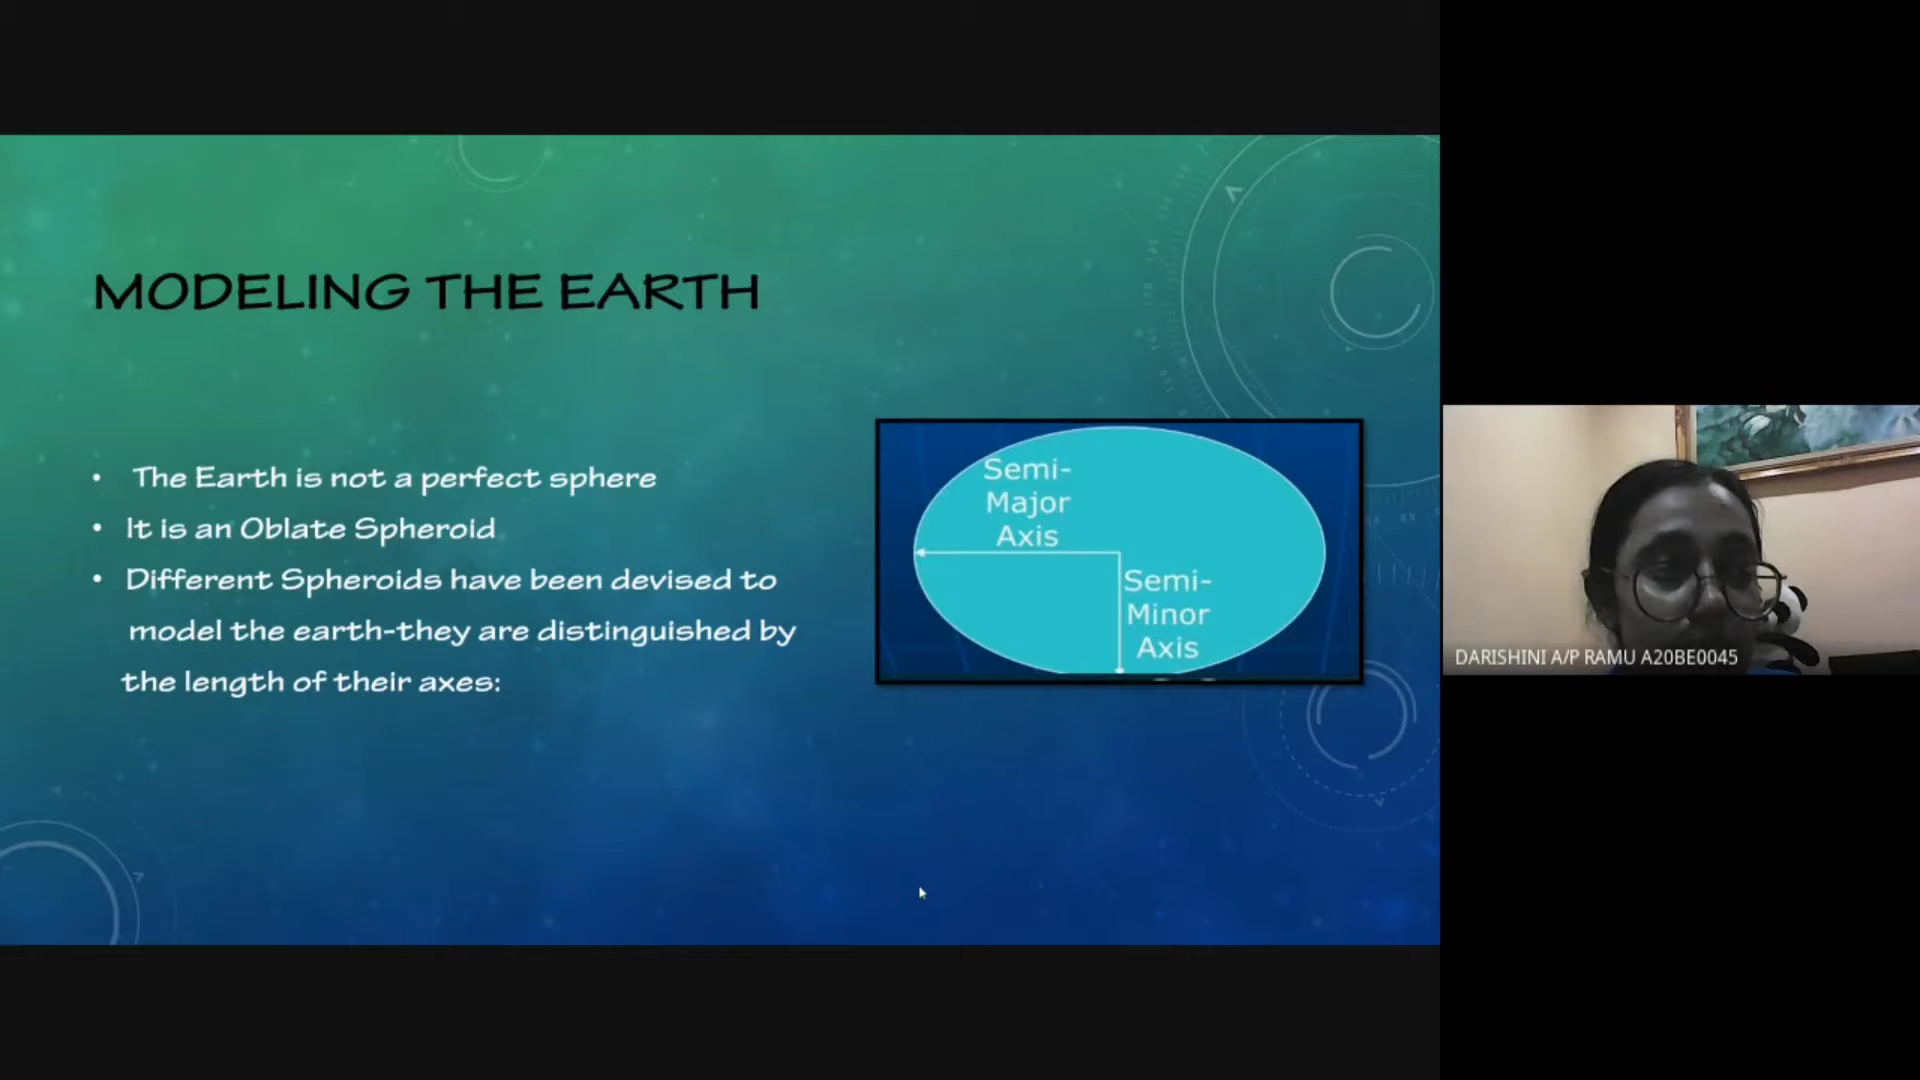 MODELING THE EARTH
• The Earth is not a perfect sphere
• It is an Oblate Spheroid
• Different Spheroids have been devised to
model the earth-they are distinguished by
the length of their axes:
Semi-
Major
Axis
Semi-
Minor
Axis
DARISHINI A/P RAMU A20BE0045